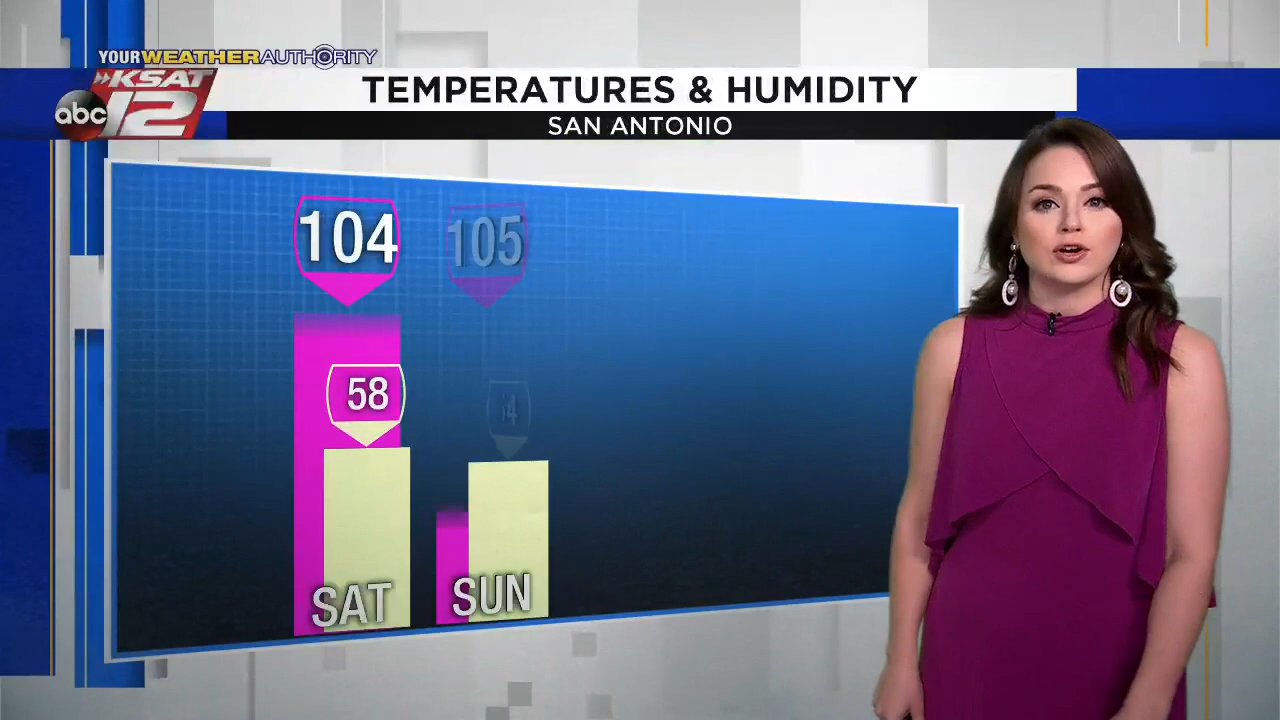 YOUR WEATHER AUTHORITY
KSAT
abc 12
TEMPERATURES & HUMIDITY
SAN ANTONIO
104
105
58
SAT
SUN